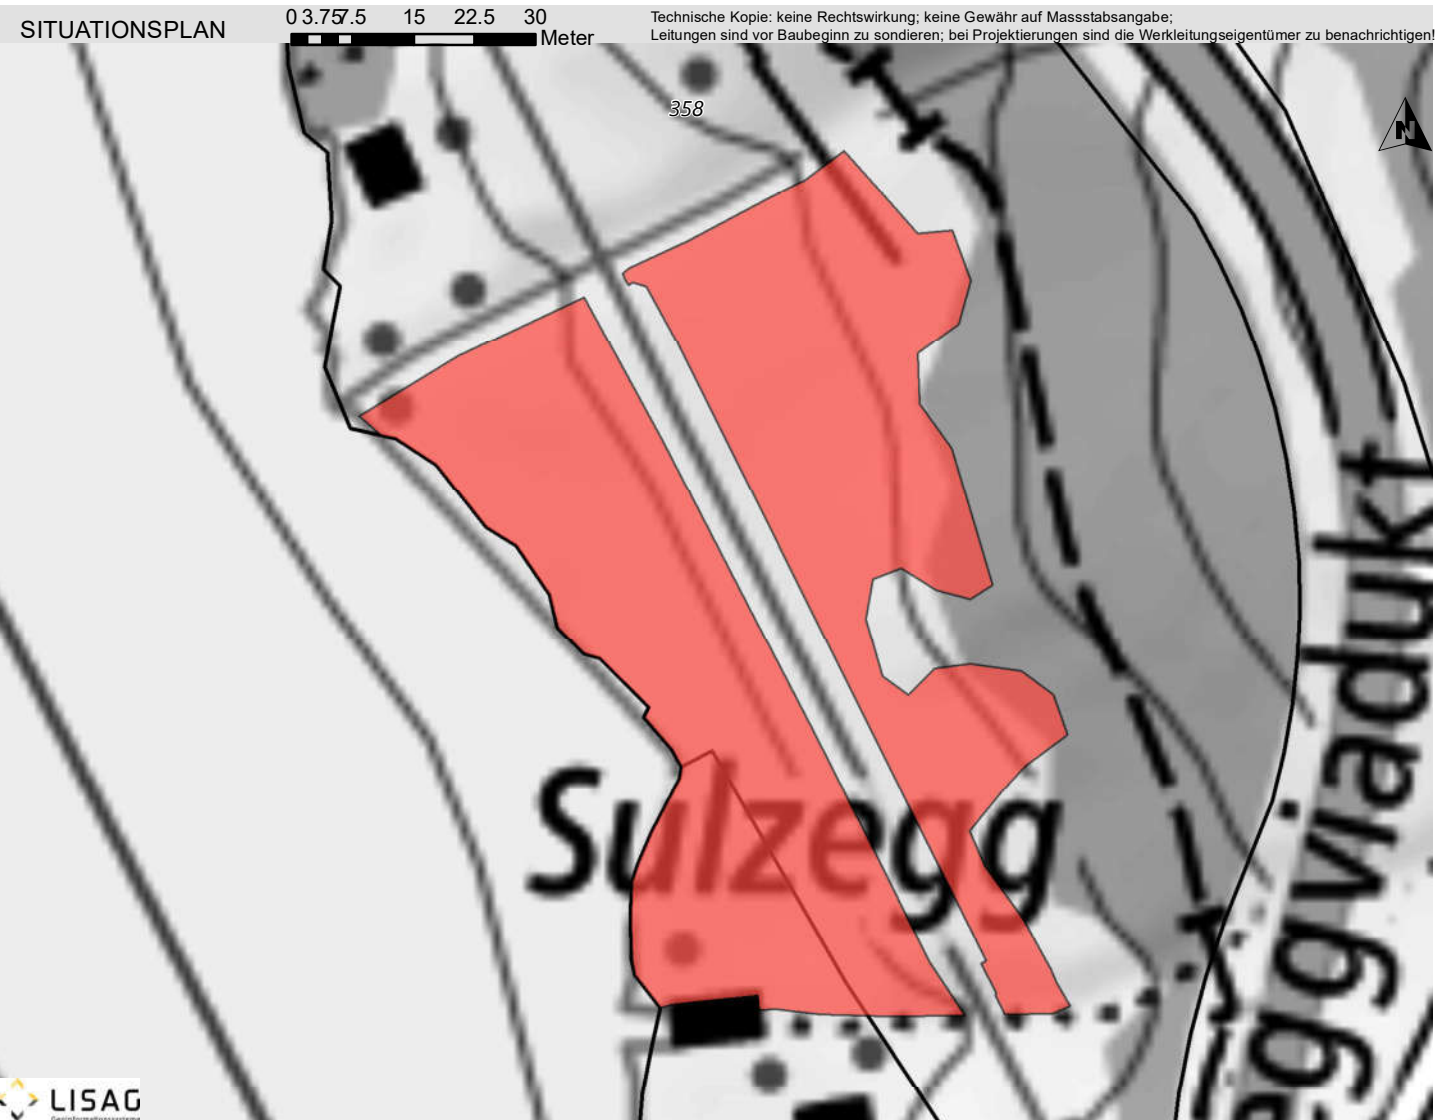 SITUATIONSPLAN
0 3.75 7.5 15 22.5 30
Meter
Technische Kopie: keine Rechtswirkung; keine Gewähr auf Massstabsangabe;
Leitungen sind vor Baubeginn zu sondieren; bei Projektierungen sind die Werkleitungseigentümer zu benachrichtigen!
358
N
Sulzegg
ggviadukt
LISAG
Geoinformationssysteme